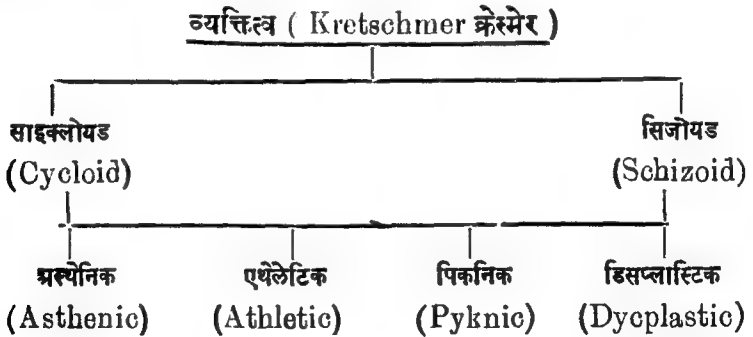 व्यक्तित्व ( Kretschmer क्रेत्स्मेर )
साइक्लोयड सिजोयड
(Cycloid) (Schizoid)
अस्थेनिक एथेलेटिक पिकनिक डिसप्लास्टिक
(Asthenic) (Athletic) (Pyknic) (Dycplastic)